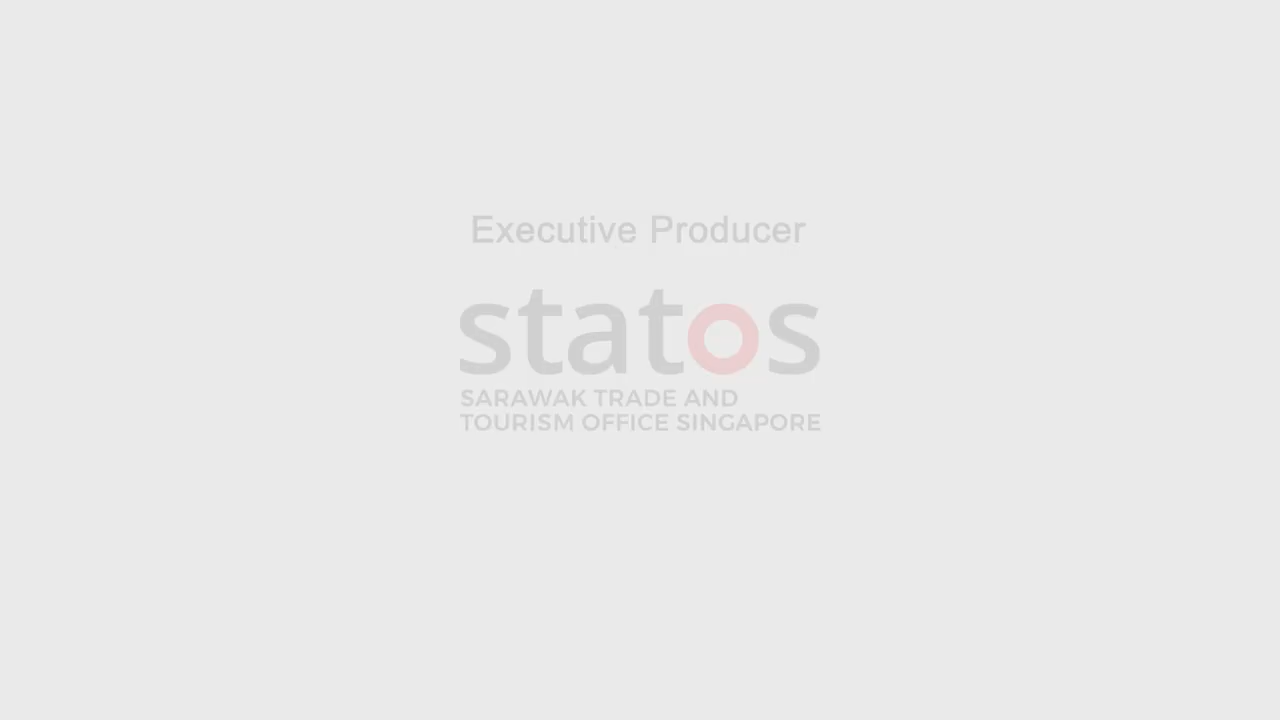 Executive Producer
statos
SARAWAK TRADE AND
TOURISM OFFICE SINGAPORE